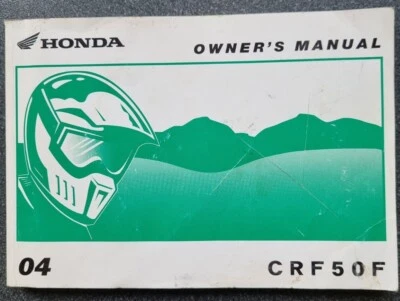 HONDA
OWNER'S MANUAL
04
CRF50F